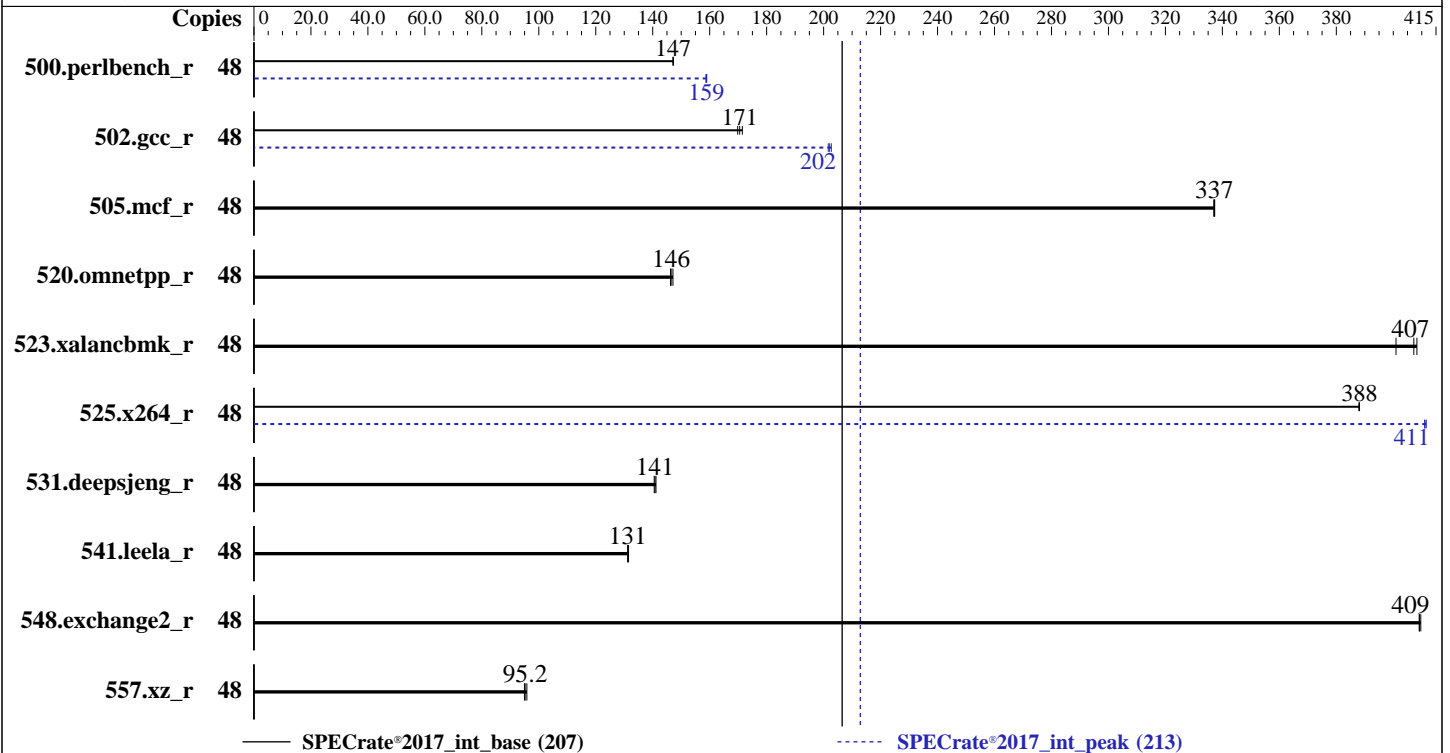 Copies 0 20.0 40.0 60.0 80.0 100 120 140 160 180 200 220 240 260 280 300 320 340 360 380 415
500.perlbench_r 48 147
159
502.gcc_r 48 171
202
505.mcf_r 48 337
520.omnetpp_r 48 146
523.xalancbmk_r 48 407
525.x264_r 48 388
411
531.deepsjeng_r 48 141
541.leela_r 48 131
548.exchange2_r 48 409
557.xz_r 48 95.2
SPECrate®2017_int_base (207) SPECrate®2017_int_peak (213)